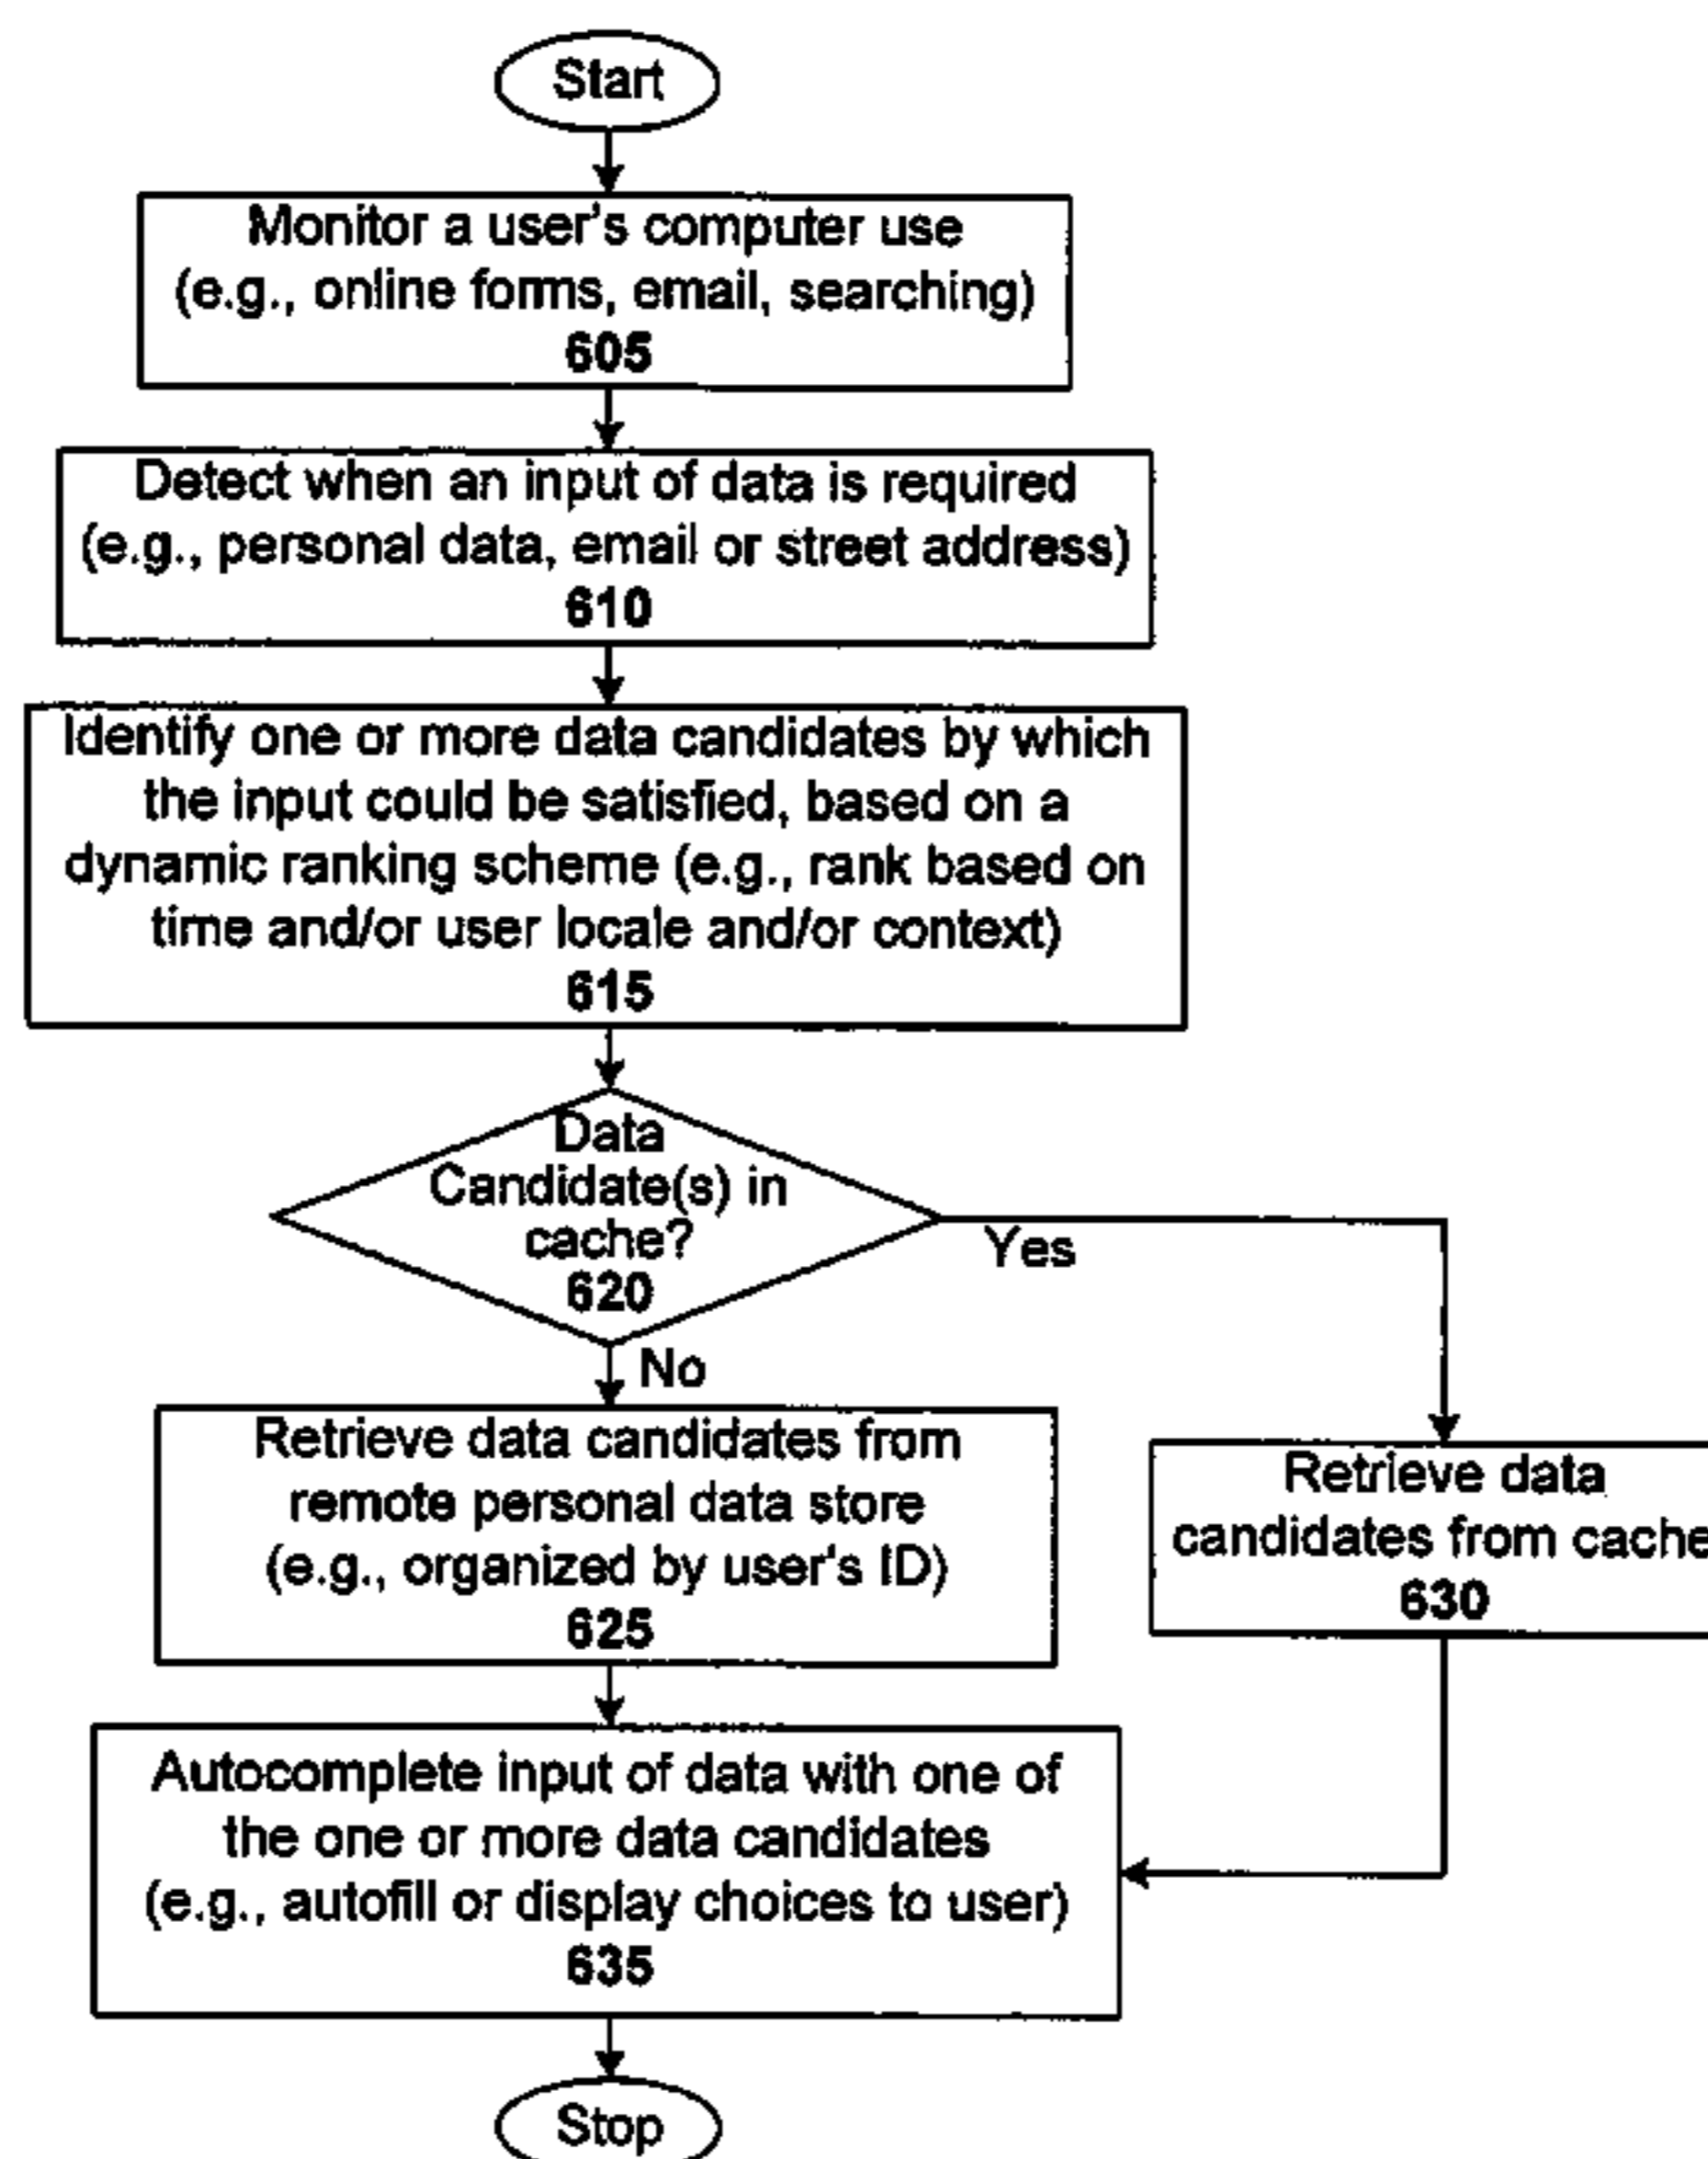 Start
Monitor a user's computer use
(e.g., online forms, email, searching)
605
Detect when an input of data is required
(e.g., personal data, email or street address)
610
Identify one or more data candidates by which
the input could be satisfied, based on a
dynamic ranking scheme (e.g., rank based on
time and/or user locale and/or context)
615
Data
Candidate(s) in
cache?
620
Yes
No
Retrieve data candidates from
remote personal data store
(e.g., organized by user's ID)
625
Retrieve data
candidates from cache
630
Autocomplete input of data with one of
the one or more data candidates
(e.g., autofill or display choices to user)
635
Stop